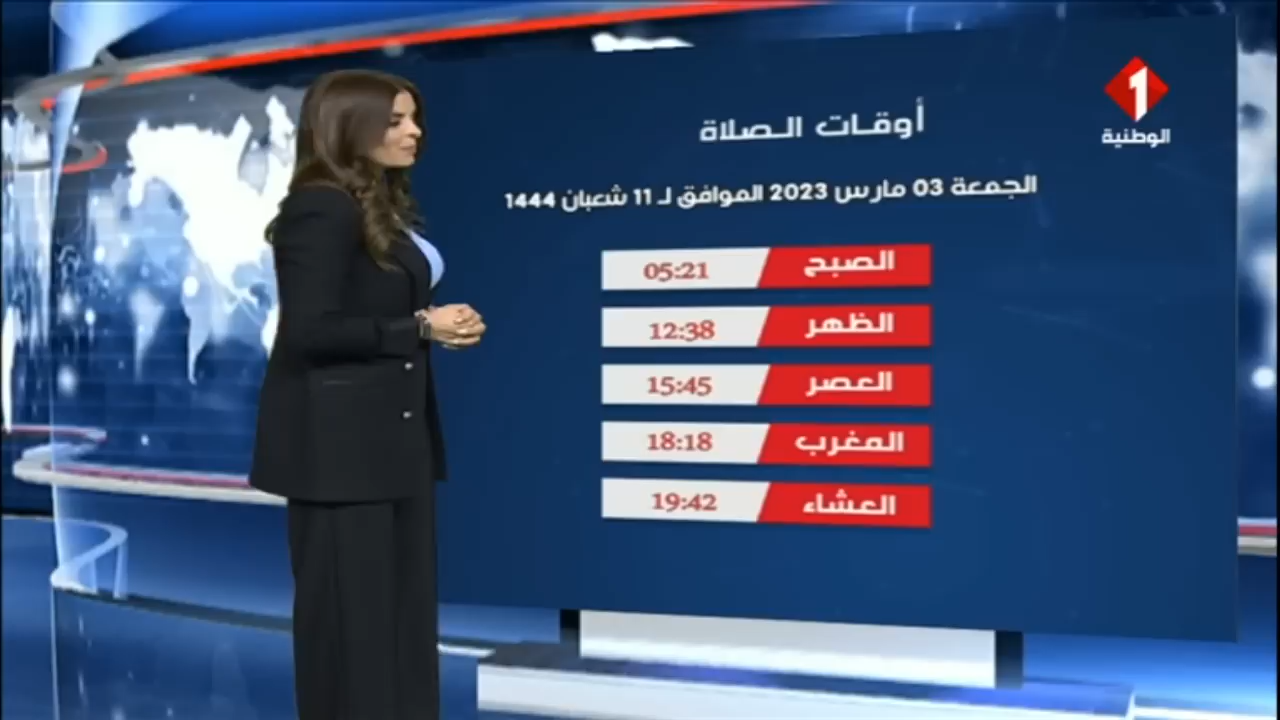 1
الوطنية
أوقات الصلاة
الجمعة 03 مارس 2023 الموافق لـ 11 شعبان 1444
الصبح 05:21
الظهر 12:38
العصر 15:45
المغرب 18:18
العشاء 19:42